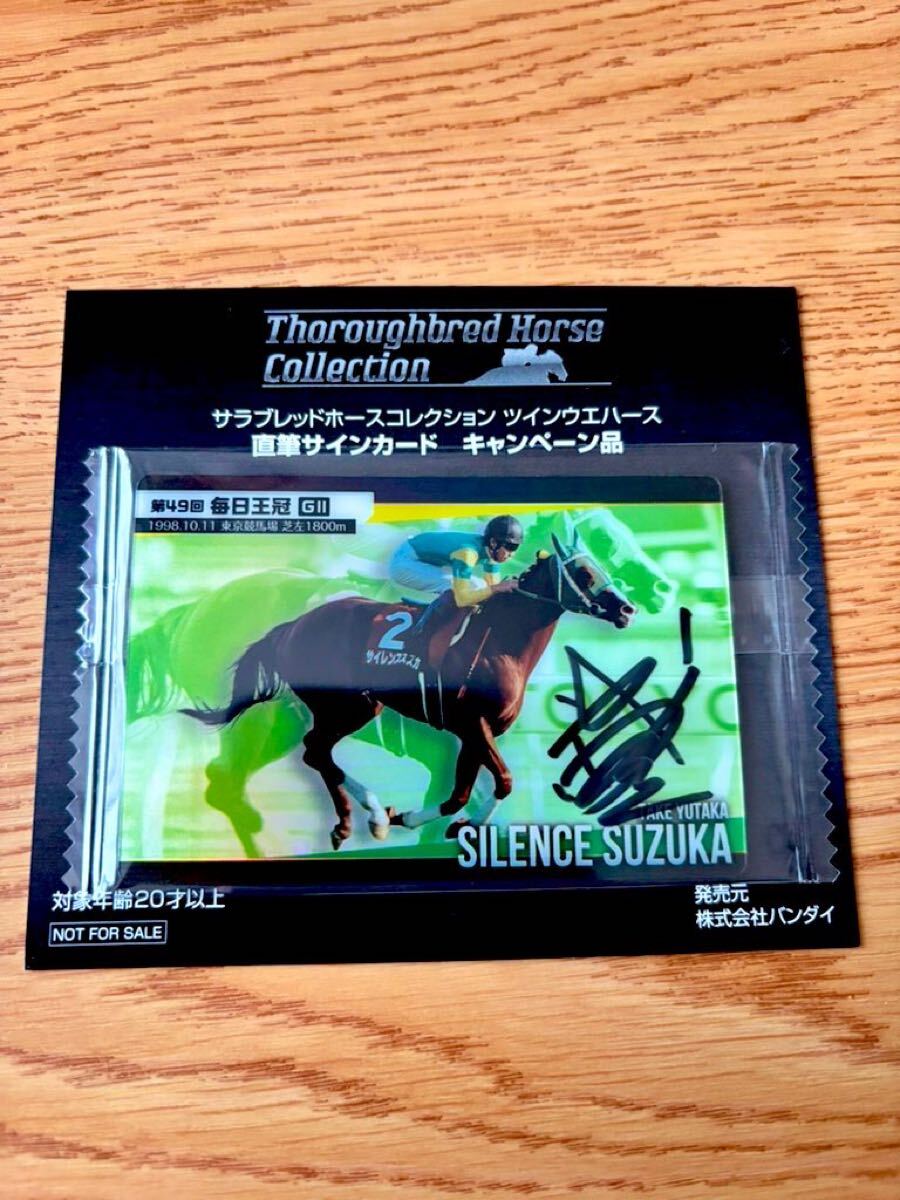 Thoroughbred Horse
Collection
サラブレッドホースコレクション ツインウエハース
直筆サインカード キャンペーン品
第49回 毎日王冠 GII
1998.10.11 東京競馬場 芝左1800m
2
サイレンススズカ
TOKYO
TAKE YUTAKA
SILENCE SUZUKA
対象年齢20才以上
NOT FOR SALE
発売元
株式会社バンダイ